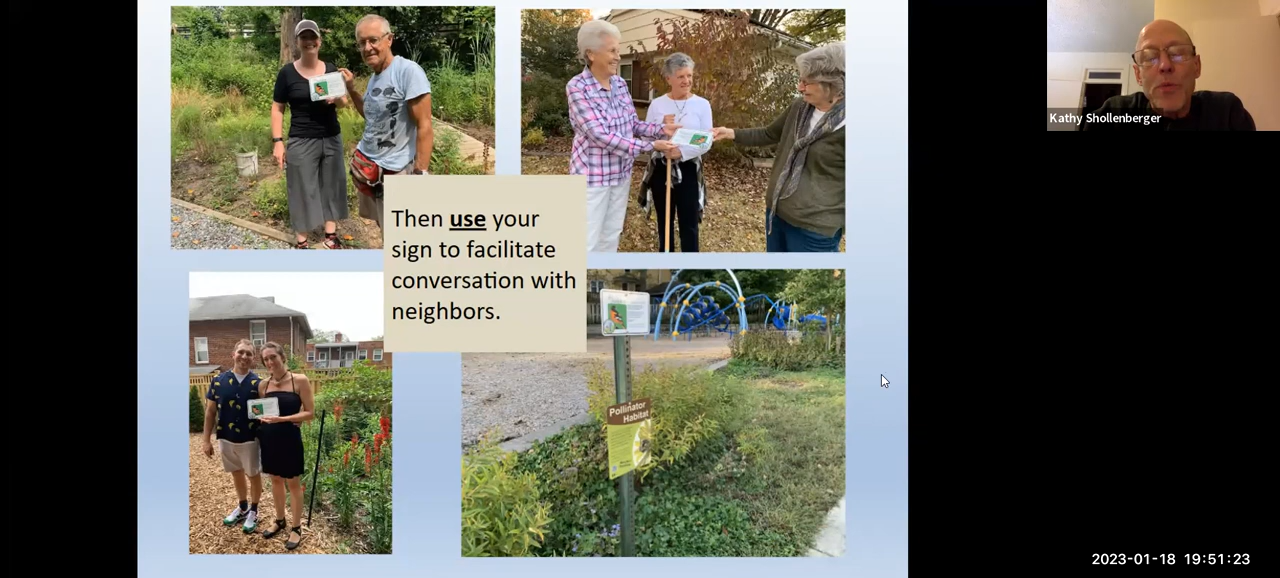 Then use your
sign to facilitate
conversation with
neighbors.
Pollinator
Habitat
Kathy Shollenberger
2023-01-18 19:51:23